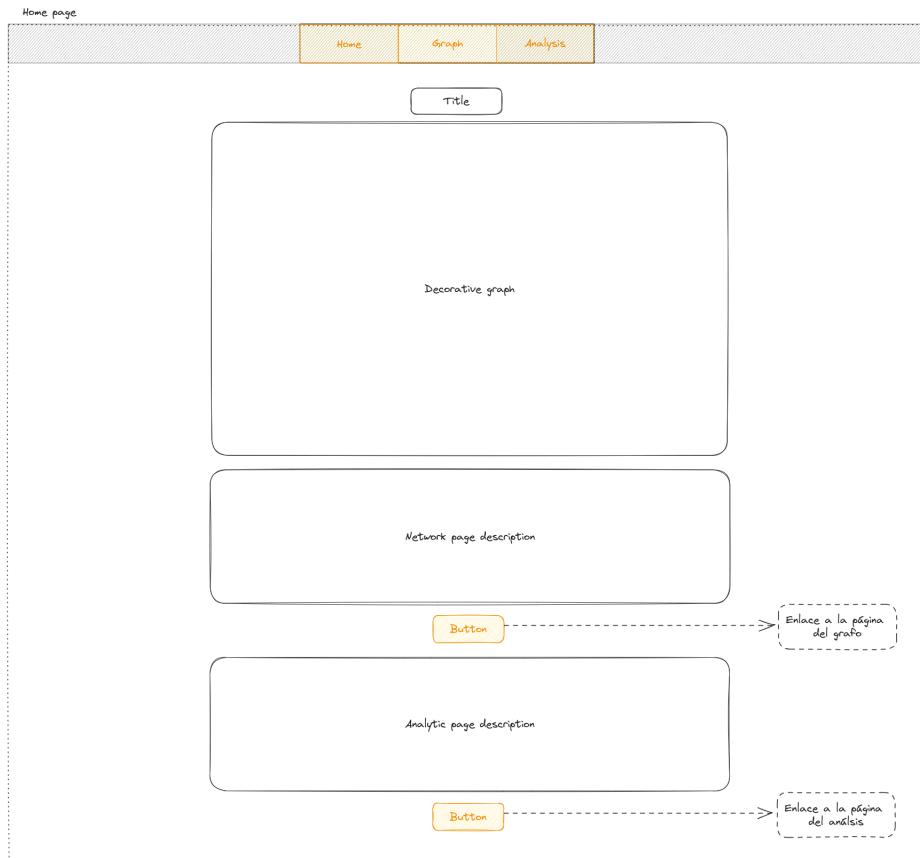 Home page
Home
Graph
Analysis
Title
Decorative graph
Network page description
Button
Enlace a la página
del grafo
Analytic page description
Button
Enlace a la página
del análsis